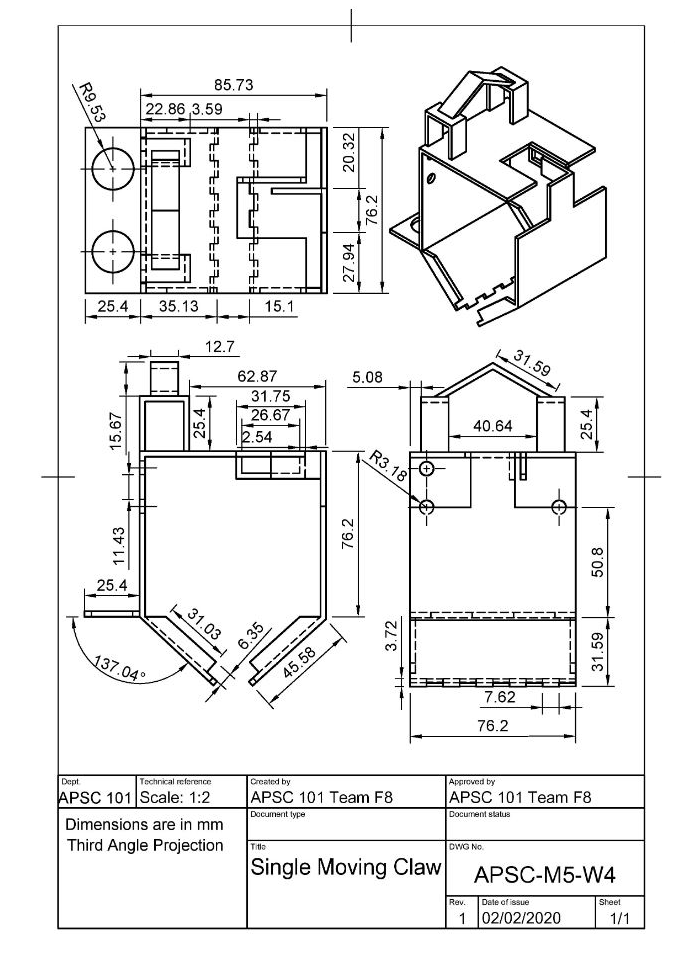 85.73
R9.53
22.86
3.59
20.32
76.2
27.94
25.4
35.13
15.1
12.7
62.87
31.75
26.67
2.54
15.67
25.4
11.43
25.4
76.2
137.04°
31.03
6.35
45.58
31.59
5.08
40.64
25.4
R3.18
50.8
3.72
31.59
7.62
76.2
Dept.
APSC 101
Technical reference
Scale: 1:2
Created by
APSC 101 Team F8
Approved by
APSC 101 Team F8
Dimensions are in mm
Third Angle Projection
Document type
Document status
Title
Single Moving Claw
DWG No.
APSC-M5-W4
Rev.
1
Date of issue
02/02/2020
Sheet
1/1